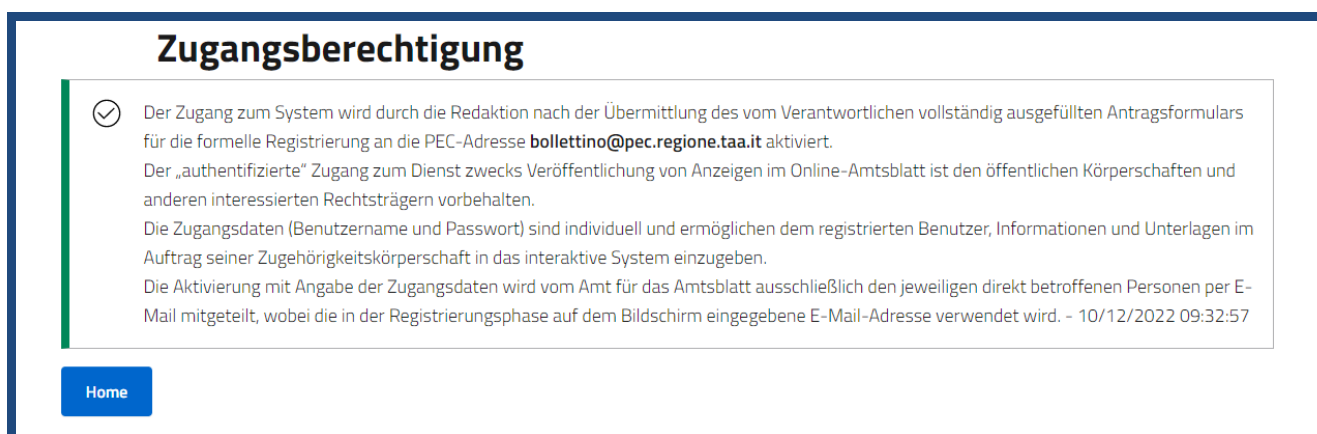 Zugangsberechtigung
Der Zugang zum System wird durch die Redaktion nach der Übermittlung des vom Verantwortlichen vollständig ausgefüllten Antragsformulars
für die formelle Registrierung an die PEC-Adresse bollettino@pec.regione.taa.it aktiviert.
Der „authentifizierte“ Zugang zum Dienst zwecks Veröffentlichung von Anzeigen im Online-Amtsblatt ist den öffentlichen Körperschaften und
anderen interessierten Rechtsträgern vorbehalten.
Die Zugangsdaten (Benutzername und Passwort) sind individuell und ermöglichen dem registrierten Benutzer, Informationen und Unterlagen im
Auftrag seiner Zugehörigkeitskörperschaft in das interaktive System einzugeben.
Die Aktivierung mit Angabe der Zugangsdaten wird vom Amt für das Amtsblatt ausschließlich den jeweiligen direkt betroffenen Personen per E-
Mail mitgeteilt, wobei die in der Registrierungsphase auf dem Bildschirm eingegebene E-Mail-Adresse verwendet wird. - 10/12/2022 09:32:57
Home